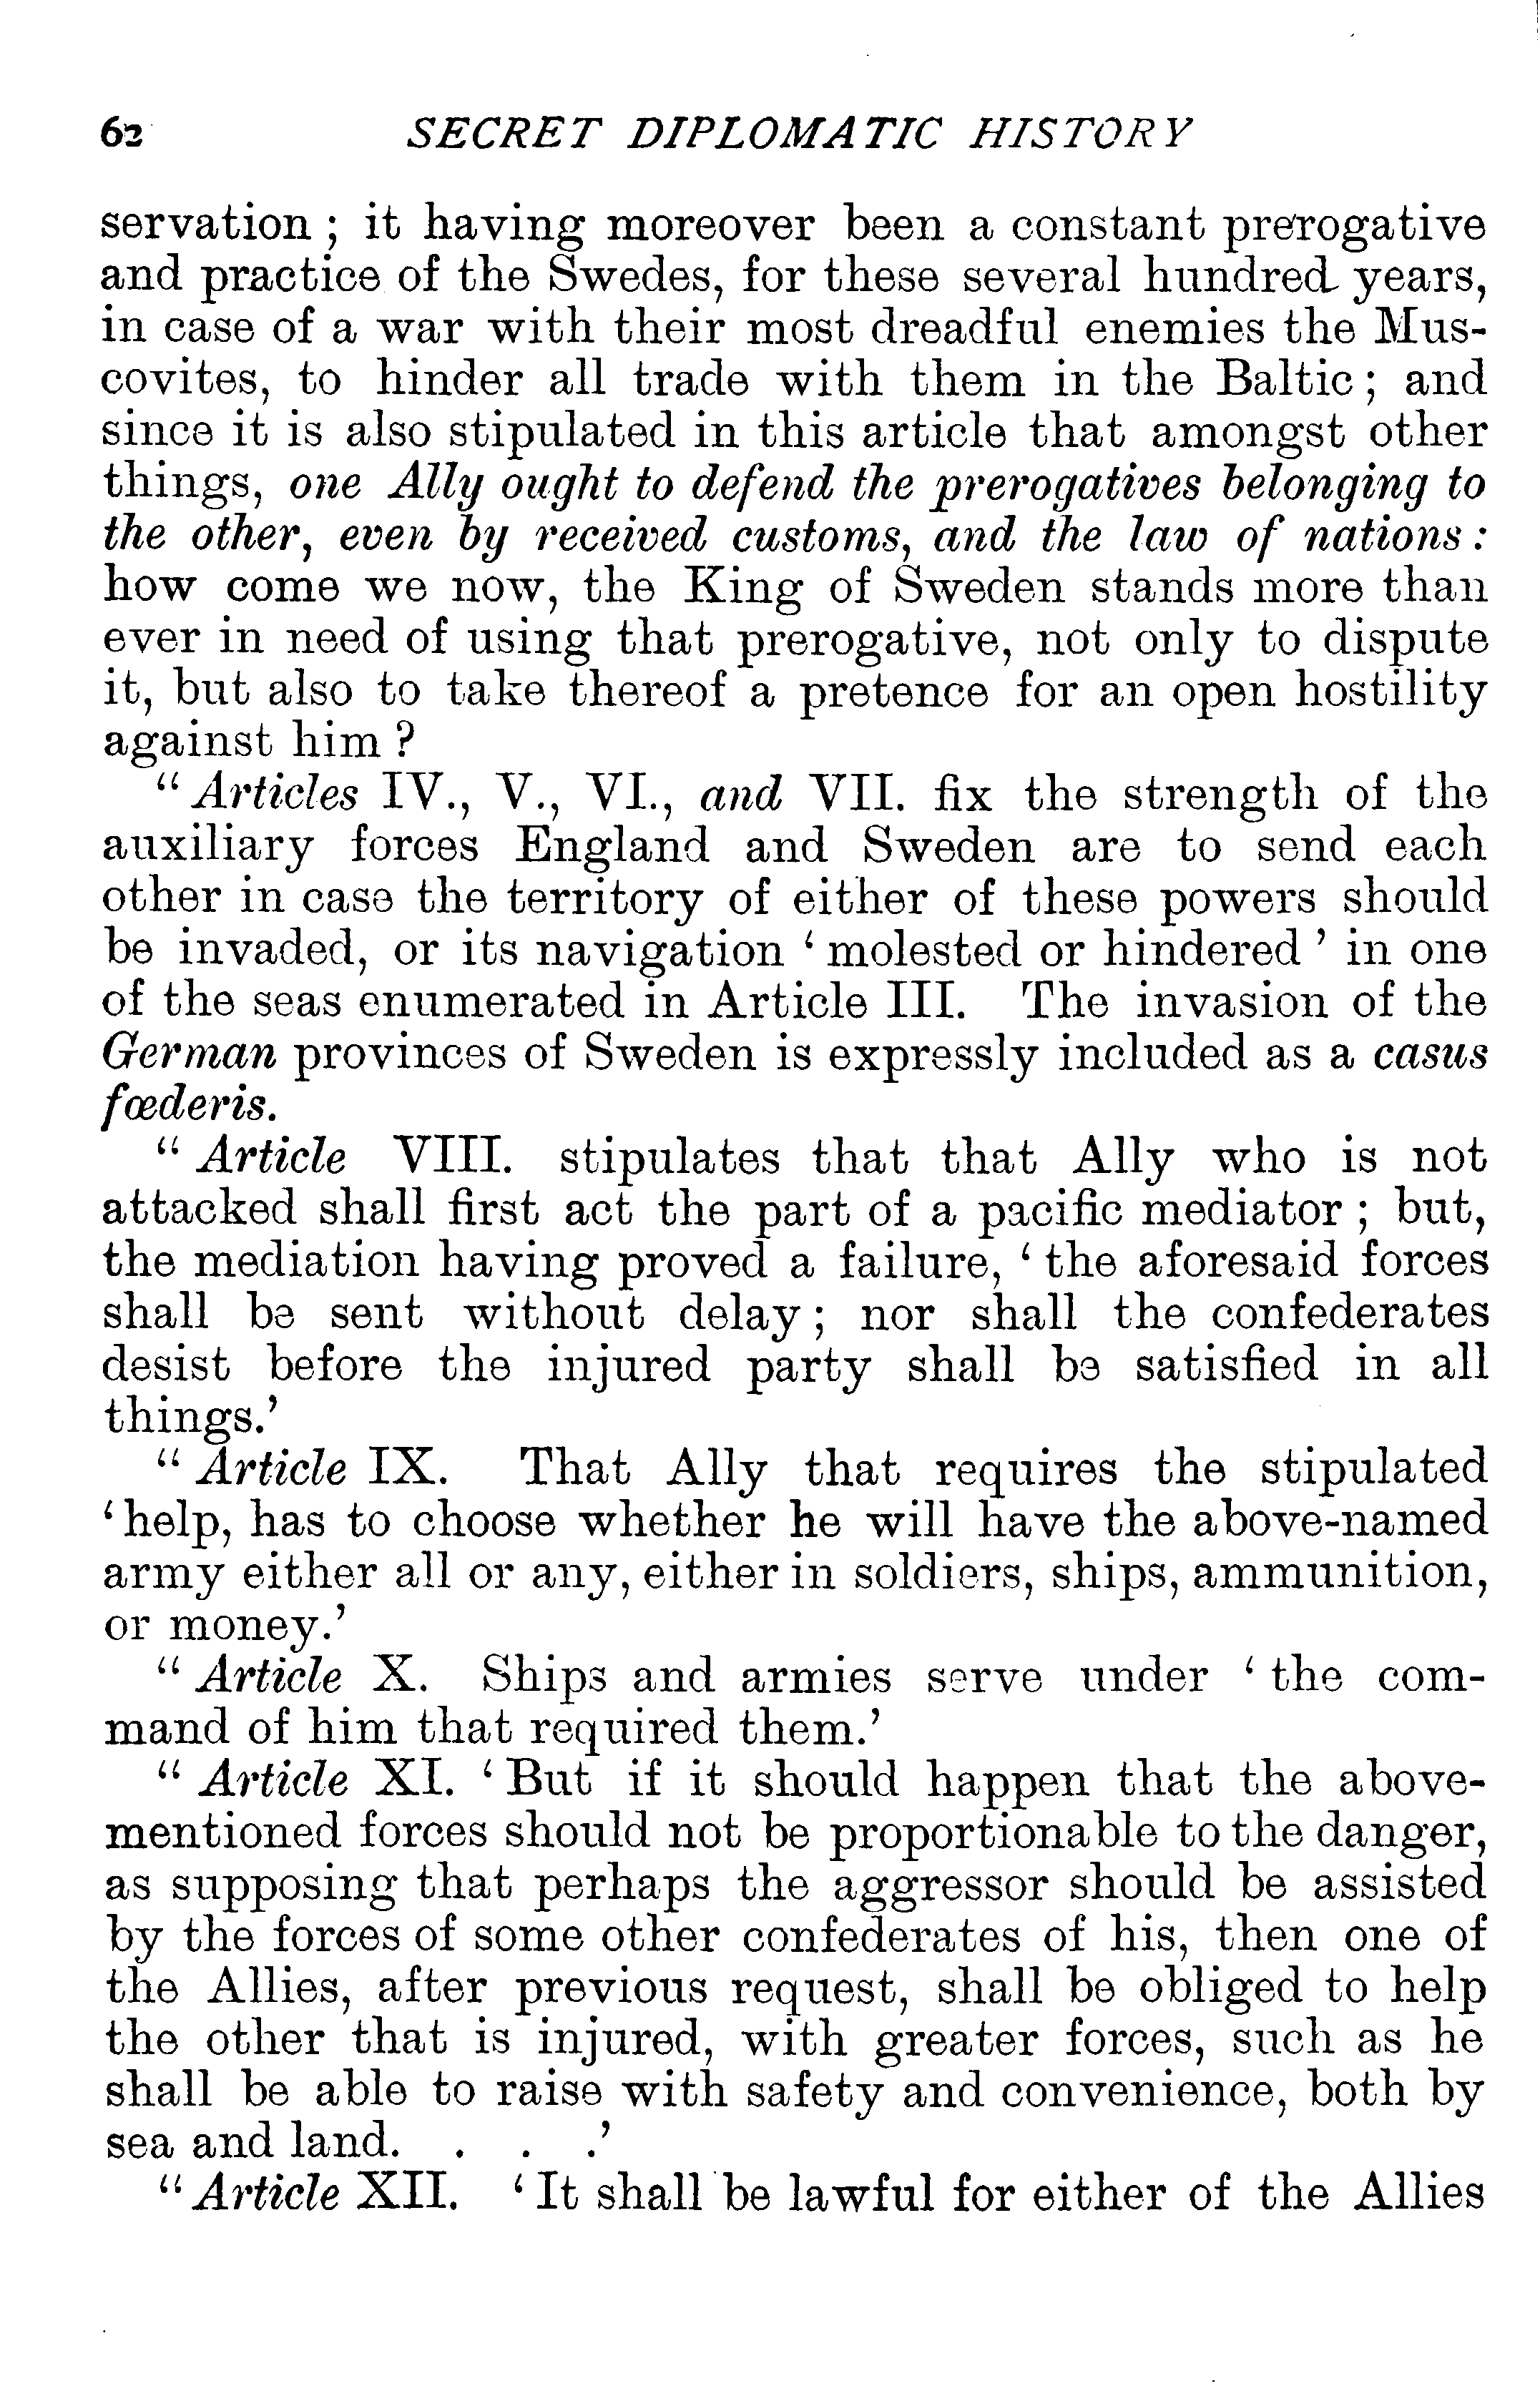 62 SECRET DIPLOMATIC HISTORY
servation ; it having moreover been a constant prerogative
and practice of the Swedes, for these several hundred years,
in case of a war with their most dreadful enemies the Mus-
covites, to hinder all trade with them in the Baltic ; and
since it is also stipulated in this article that amongst other
things, one Ally ought to defend the prerogatives belonging to
the other, even by received customs, and the law of nations :
how come we now, the King of Sweden stands more than
ever in need of using that prerogative, not only to dispute
it, but also to take thereof a pretence for an open hostility
against him ?
“ Articles IV., V., VI., and VII. fix the strength of the
auxiliary forces England and Sweden are to send each
other in case the territory of either of these powers should
be invaded, or its navigation ‘ molested or hindered ’ in one
of the seas enumerated in Article III. The invasion of the
German provinces of Sweden is expressly included as a casus
fœderis.
“ Article VIII. stipulates that that Ally who is not
attacked shall first act the part of a pacific mediator ; but,
the mediation having proved a failure, ‘ the aforesaid forces
shall be sent without delay ; nor shall the confederates
desist before the injured party shall be satisfied in all
things.’
“ Article IX. That Ally that requires the stipulated
‘ help, has to choose whether he will have the above-named
army either all or any, either in soldiers, ships, ammunition,
or money.’
“ Article X. Ships and armies serve under ‘ the com-
mand of him that required them.’
“ Article XI. ‘ But if it should happen that the above-
mentioned forces should not be proportionable to the danger,
as supposing that perhaps the aggressor should be assisted
by the forces of some other confederates of his, then one of
the Allies, after previous request, shall be obliged to help
the other that is injured, with greater forces, such as he
shall be able to raise with safety and convenience, both by
sea and land. . . .’
“ Article XII. ‘ It shall be lawful for either of the Allies